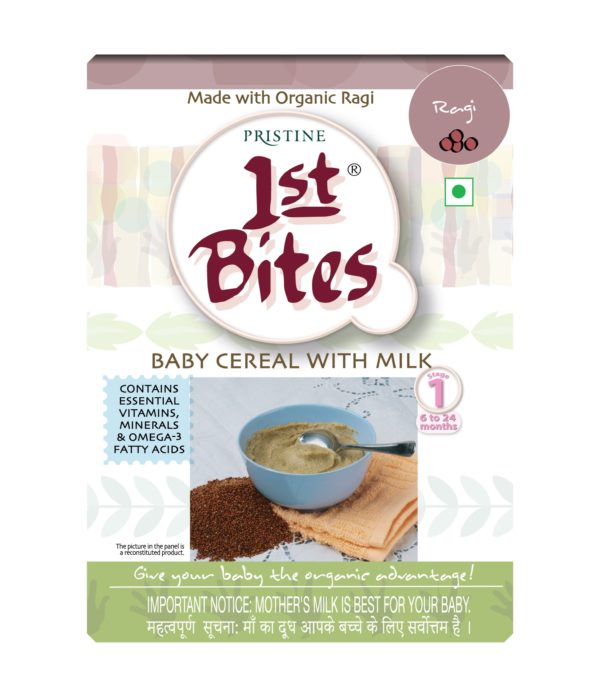 Made with Organic Ragi
Ragi
PRISTINE
1st®
Bites
BABY CEREAL WITH MILK
Stage
1
6 to 24
months
CONTAINS
ESSENTIAL
VITAMINS,
MINERALS
& OMEGA-3
FATTY ACIDS
The picture in the panel is
a reconstituted product.
Give your baby the organic advantage!
IMPORTANT NOTICE: MOTHER'S MILK IS BEST FOR YOUR BABY.
महत्वपूर्ण सूचना: माँ का दूध आपके बच्चे के लिए सर्वोत्तम है ।